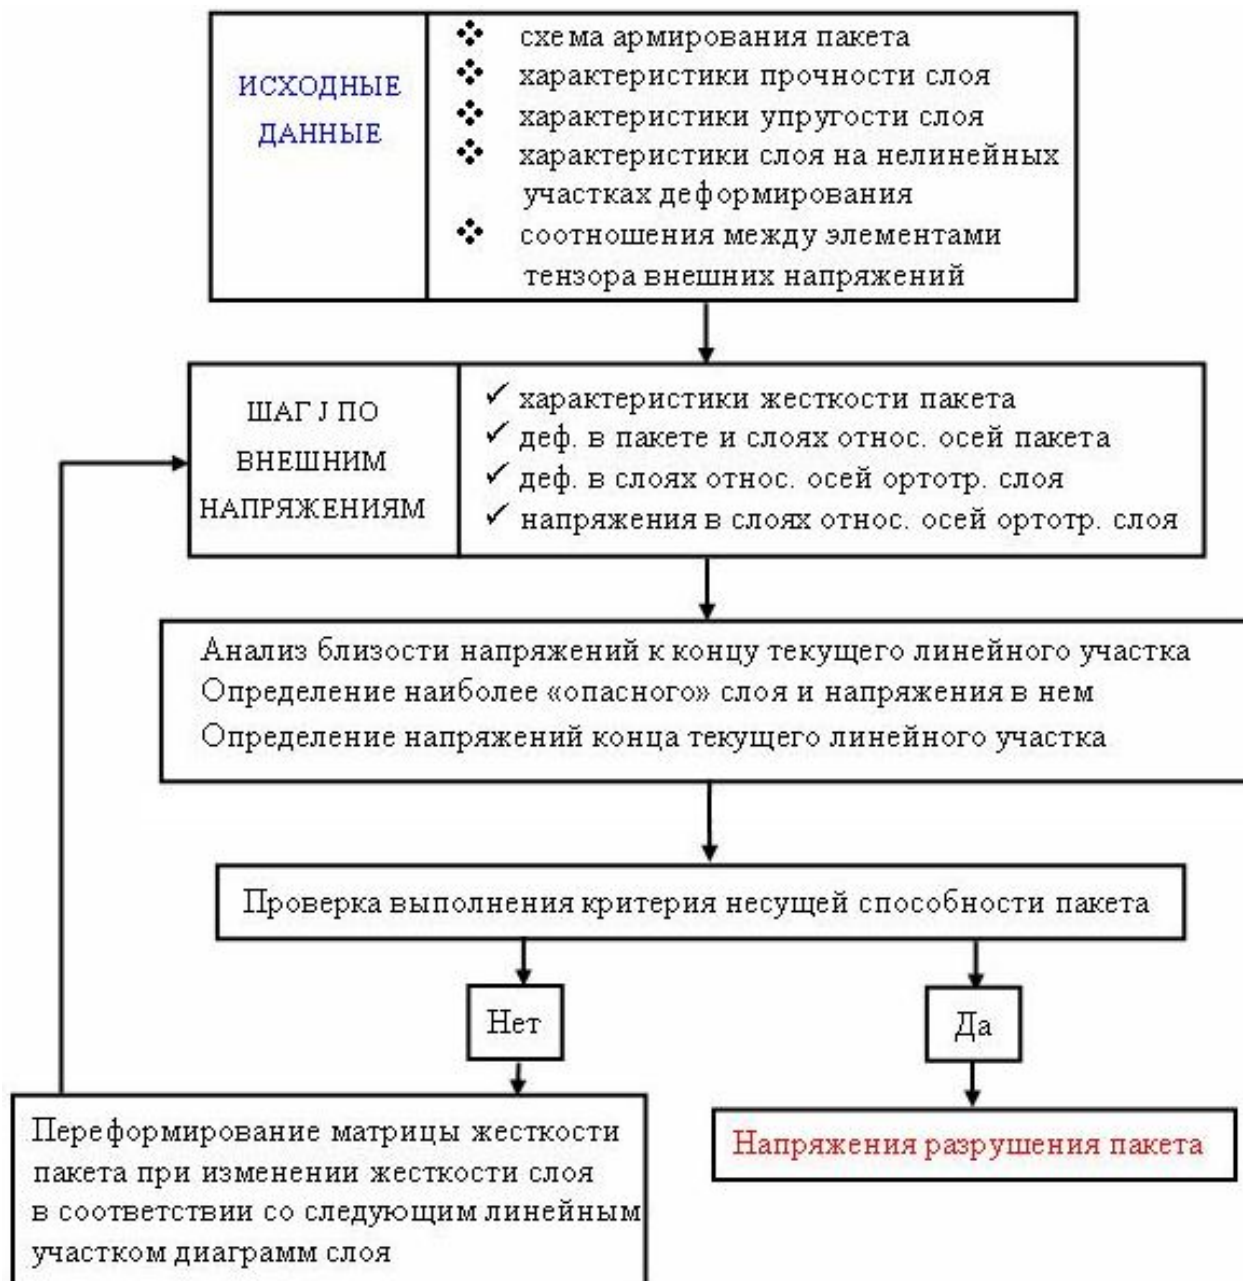 ИСХОДНЫЕ
ДАННЫЕ
схема армирования пакета
характеристики прочности слоя
характеристики упругости слоя
характеристики слоя на нелинейных
участках деформирования
соотношения между элементами
тензора внешних напряжений
ШАГ J ПО
ВНЕШНИМ
НАПРЯЖЕНИЯМ
характеристики жесткости пакета
деф. в пакете и слоях относ. осей пакета
деф. в слоях относ. осей ортотр. слоя
напряжения в слоях относ. осей ортотр. слоя
Анализ близости напряжений к концу текущего линейного участка
Определение наиболее «опасного» слоя и напряжения в нем
Определение напряжений конца текущего линейного участка
Проверка выполнения критерия несущей способности пакета
Нет
Да
Переформирование матрицы жесткости
пакета при изменении жесткости слоя
в соответствии со следующим линейным
участком диаграмм слоя
Напряжения разрушения пакета